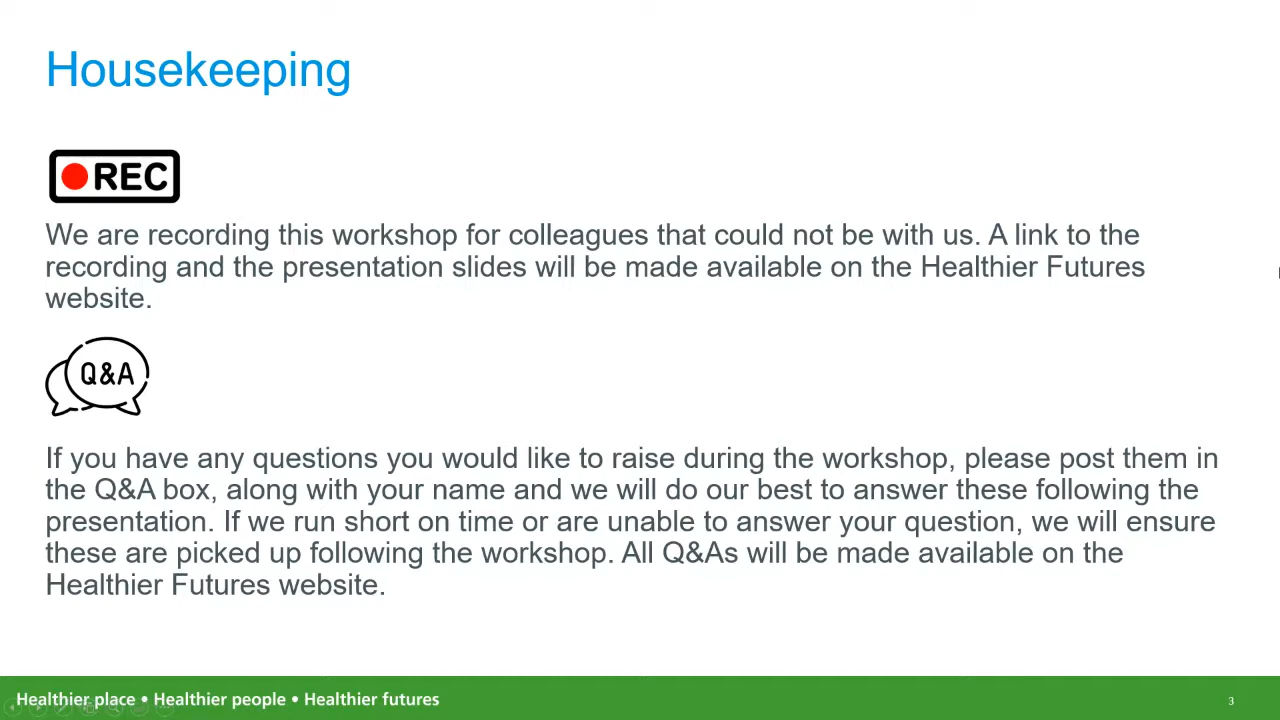 Housekeeping
REC
We are recording this workshop for colleagues that could not be with us. A link to the
recording and the presentation slides will be made available on the Healthier Futures
website.
Q&A
If you have any questions you would like to raise during the workshop, please post them in
the Q&A box, along with your name and we will do our best to answer these following the
presentation. If we run short on time or are unable to answer your question, we will ensure
these are picked up following the workshop. All Q&As will be made available on the
Healthier Futures website.
Healthier place • Healthier people • Healthier futures
3